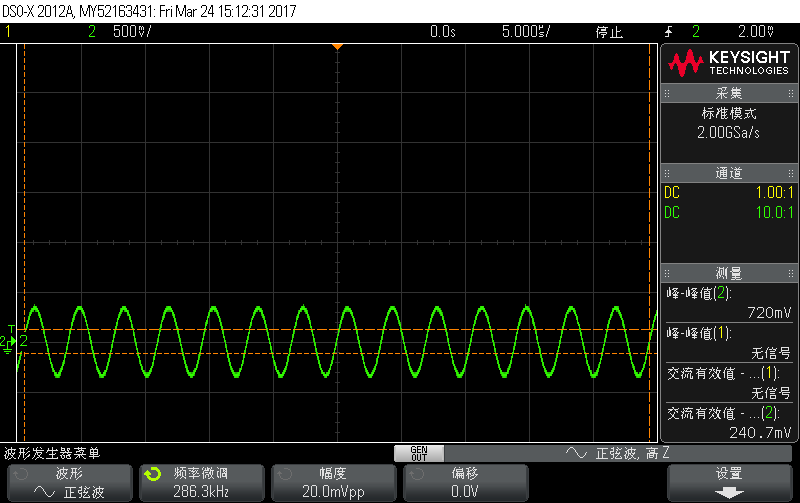 DSO-X 2012A, MY52163431: Fri Mar 24 15:12:31 2017
1 2 500mV/ 0.0s 5.000s/ 停止 2 2.00V
KEYSIGHT
TECHNOLOGIES
采集
标准模式
2.00GSa/s
通道
DC 1.00:1
DC 10.0:1
测量
峰-峰值(2):
720mV
峰-峰值(1):
无信号
交流有效值 - ...(1):
无信号
交流有效值 - ...(2):
240.7mV
T
2 2
波形发生器菜单
GEN
OUT
正弦波, 高 Z
波形
正弦波
频率微调
286.3kHz
幅度
20.0mVpp
偏移
0.0V
设置